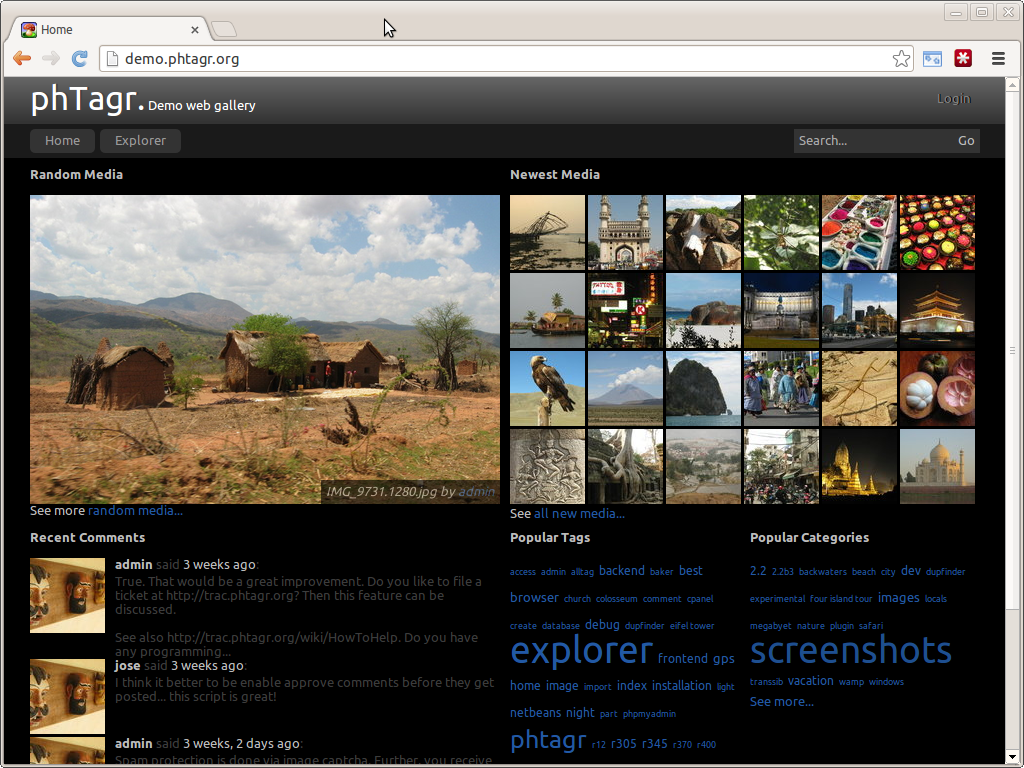 Home
demo.phtagr.org
phTagr. Demo web gallery
Login
Home Explorer
Search... Go
Random Media
IMG_9731.1280.jpg by admin
See more random media...
Newest Media
See all new media...
Recent Comments
admin said 3 weeks ago:
True. That would be a great improvement. Do you like to file a
ticket at http://trac.phtagr.org? Then this feature can be
discussed.
See also http://trac.phtagr.org/wiki/HowToHelp. Do you have
any programming...
jose said 3 weeks ago:
I think it better to be enable approve comments before they get
posted... this script is great!
admin said 3 weeks, 2 days ago:
Spam protection is done via image captcha. Further, you receive
Popular Tags
access admin alltag backend baker best
browser church colosseum comment cpanel
create database debug dupfinder eifel tower
explorer frontend gps
home image import index installation light
netbeans night part phpmyadmin
phtagr r12 r305 r345 r370 r400
Popular Categories
2.2 2.2b3 backwaters beach city dev dupfinder
experimental four island tour images locals
megabyet nature plugin safari
screenshots
transsib vacation wamp windows
See more...